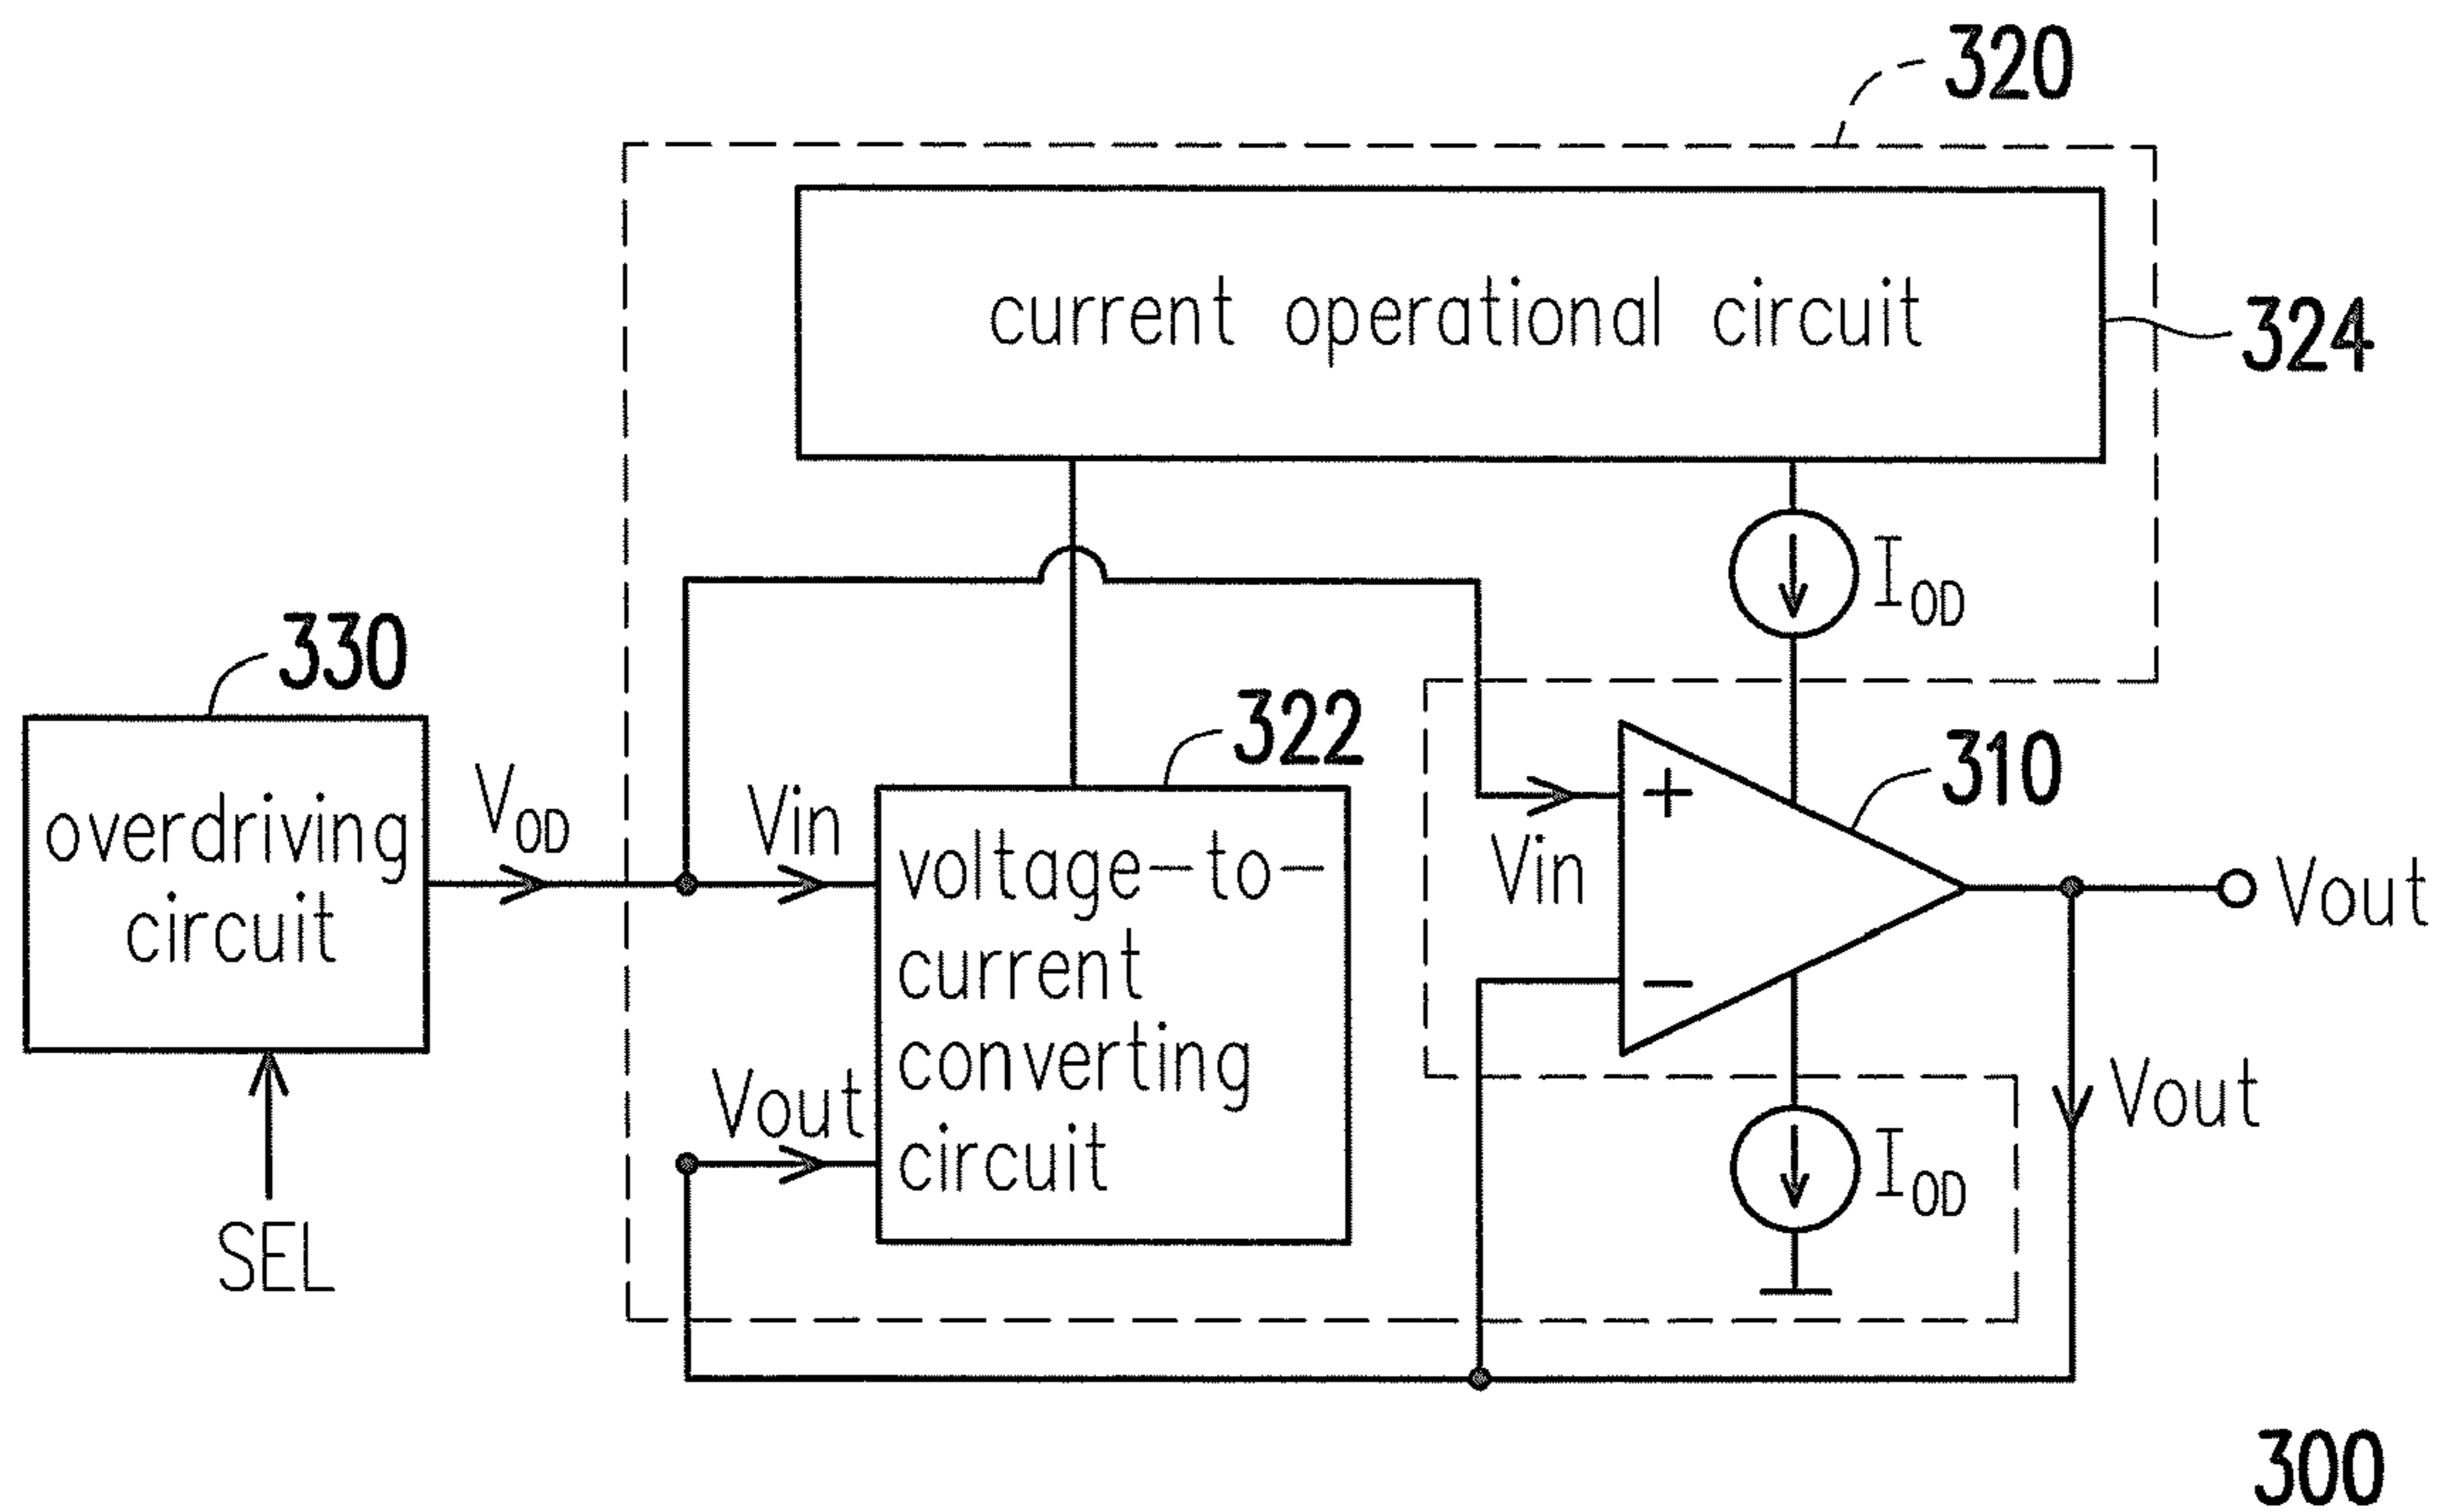 320
current operational circuit
324
I_OD
330
322
310
overdriving
circuit
V_OD
Vin
voltage-to-
current
converting
circuit
+
Vin
−
Vout
Vout
Vout
I_OD
SEL
300